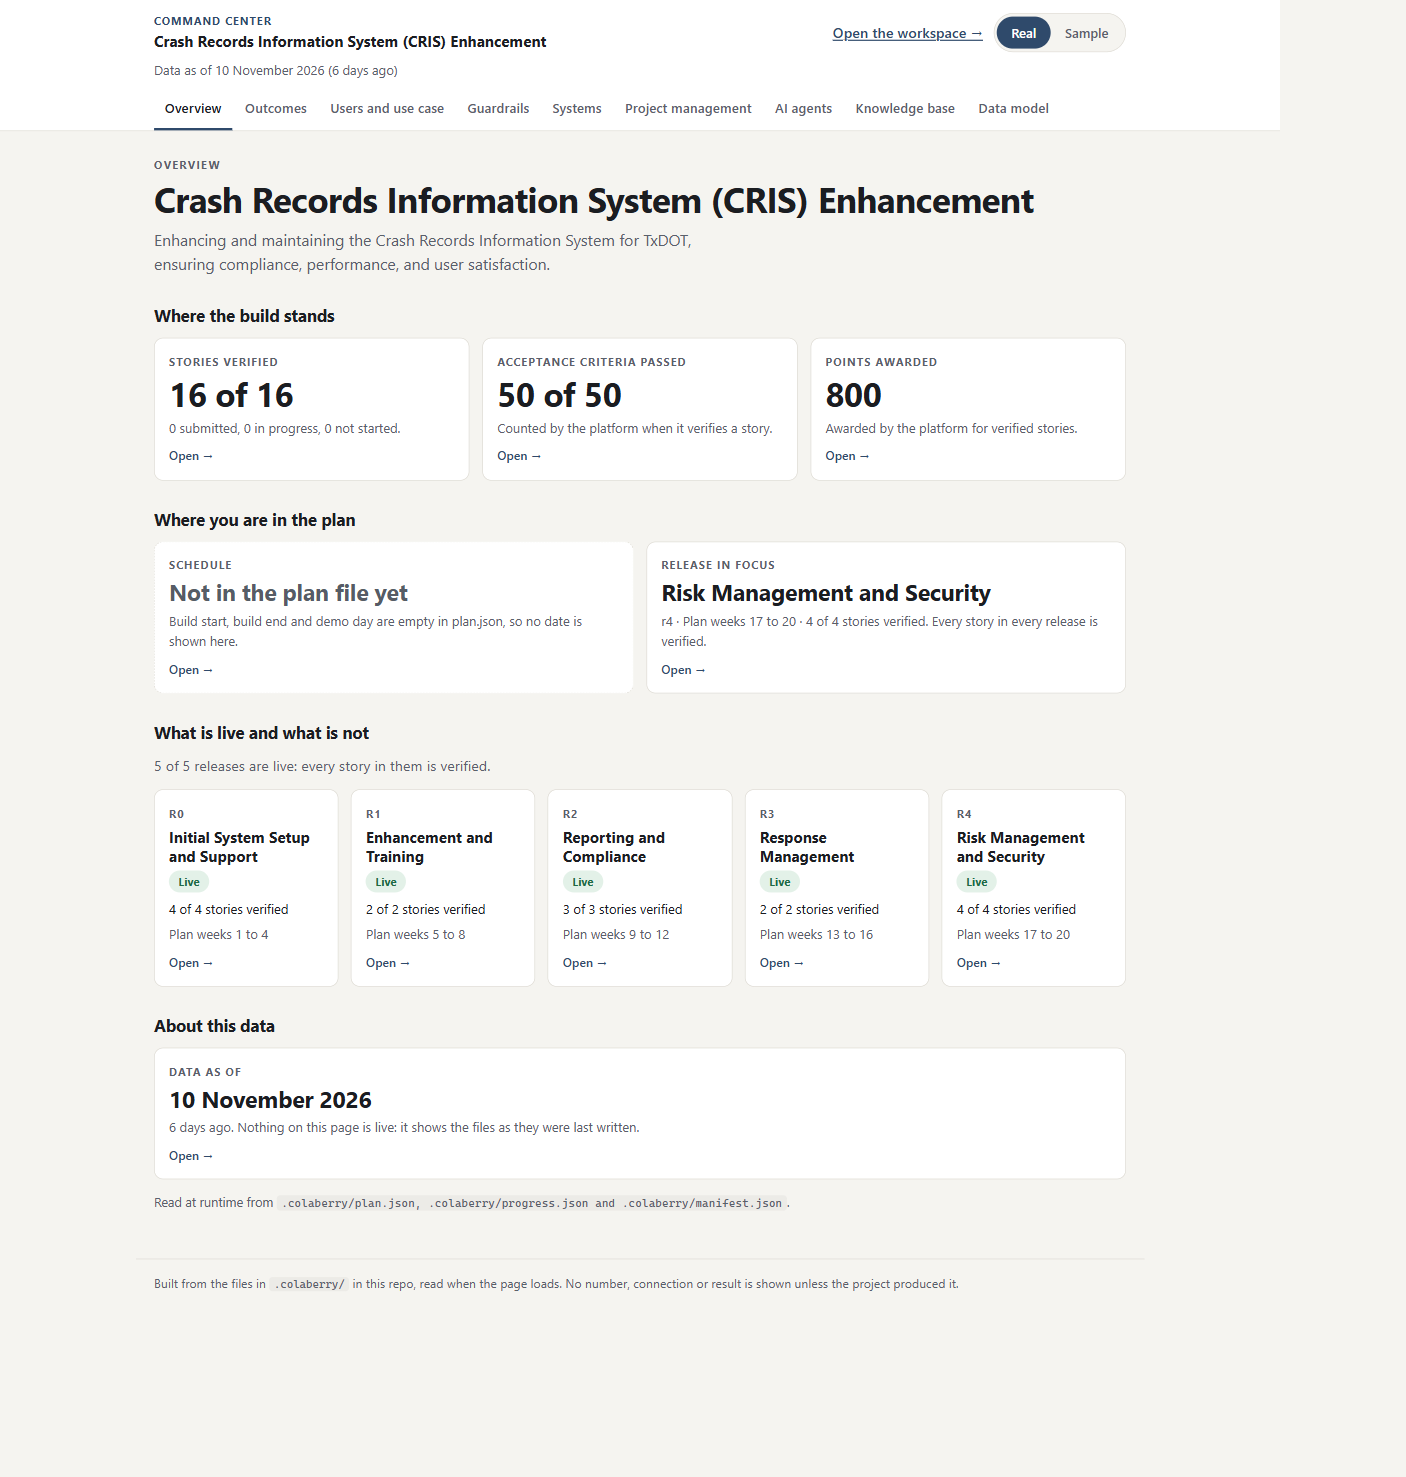 COMMAND CENTER
Crash Records Information System (CRIS) Enhancement
Data as of 10 November 2026 (6 days ago)
Open the workspace →
Real
Sample
Overview
Outcomes
Users and use case
Guardrails
Systems
Project management
AI agents
Knowledge base
Data model
OVERVIEW
Crash Records Information System (CRIS) Enhancement
Enhancing and maintaining the Crash Records Information System for TxDOT,
ensuring compliance, performance, and user satisfaction.
Where the build stands
STORIES VERIFIED
16 of 16
0 submitted, 0 in progress, 0 not started.
Open →
ACCEPTANCE CRITERIA PASSED
50 of 50
Counted by the platform when it verifies a story.
Open →
POINTS AWARDED
800
Awarded by the platform for verified stories.
Open →
Where you are in the plan
SCHEDULE
Not in the plan file yet
Build start, build end and demo day are empty in plan.json, so no date is
shown here.
Open →
RELEASE IN FOCUS
Risk Management and Security
r4 · Plan weeks 17 to 20 · 4 of 4 stories verified. Every story in every release is
verified.
Open →
What is live and what is not
5 of 5 releases are live: every story in them is verified.
R0
Initial System Setup
and Support
Live
4 of 4 stories verified
Plan weeks 1 to 4
Open →
R1
Enhancement and
Training
Live
2 of 2 stories verified
Plan weeks 5 to 8
Open →
R2
Reporting and
Compliance
Live
3 of 3 stories verified
Plan weeks 9 to 12
Open →
R3
Response
Management
Live
2 of 2 stories verified
Plan weeks 13 to 16
Open →
R4
Risk Management
and Security
Live
4 of 4 stories verified
Plan weeks 17 to 20
Open →
About this data
DATA AS OF
10 November 2026
6 days ago. Nothing on this page is live: it shows the files as they were last written.
Open →
Read at runtime from .colaberry/plan.json, .colaberry/progress.json and .colaberry/manifest.json.
Built from the files in .colaberry/ in this repo, read when the page loads. No number, connection or result is shown unless the project produced it.